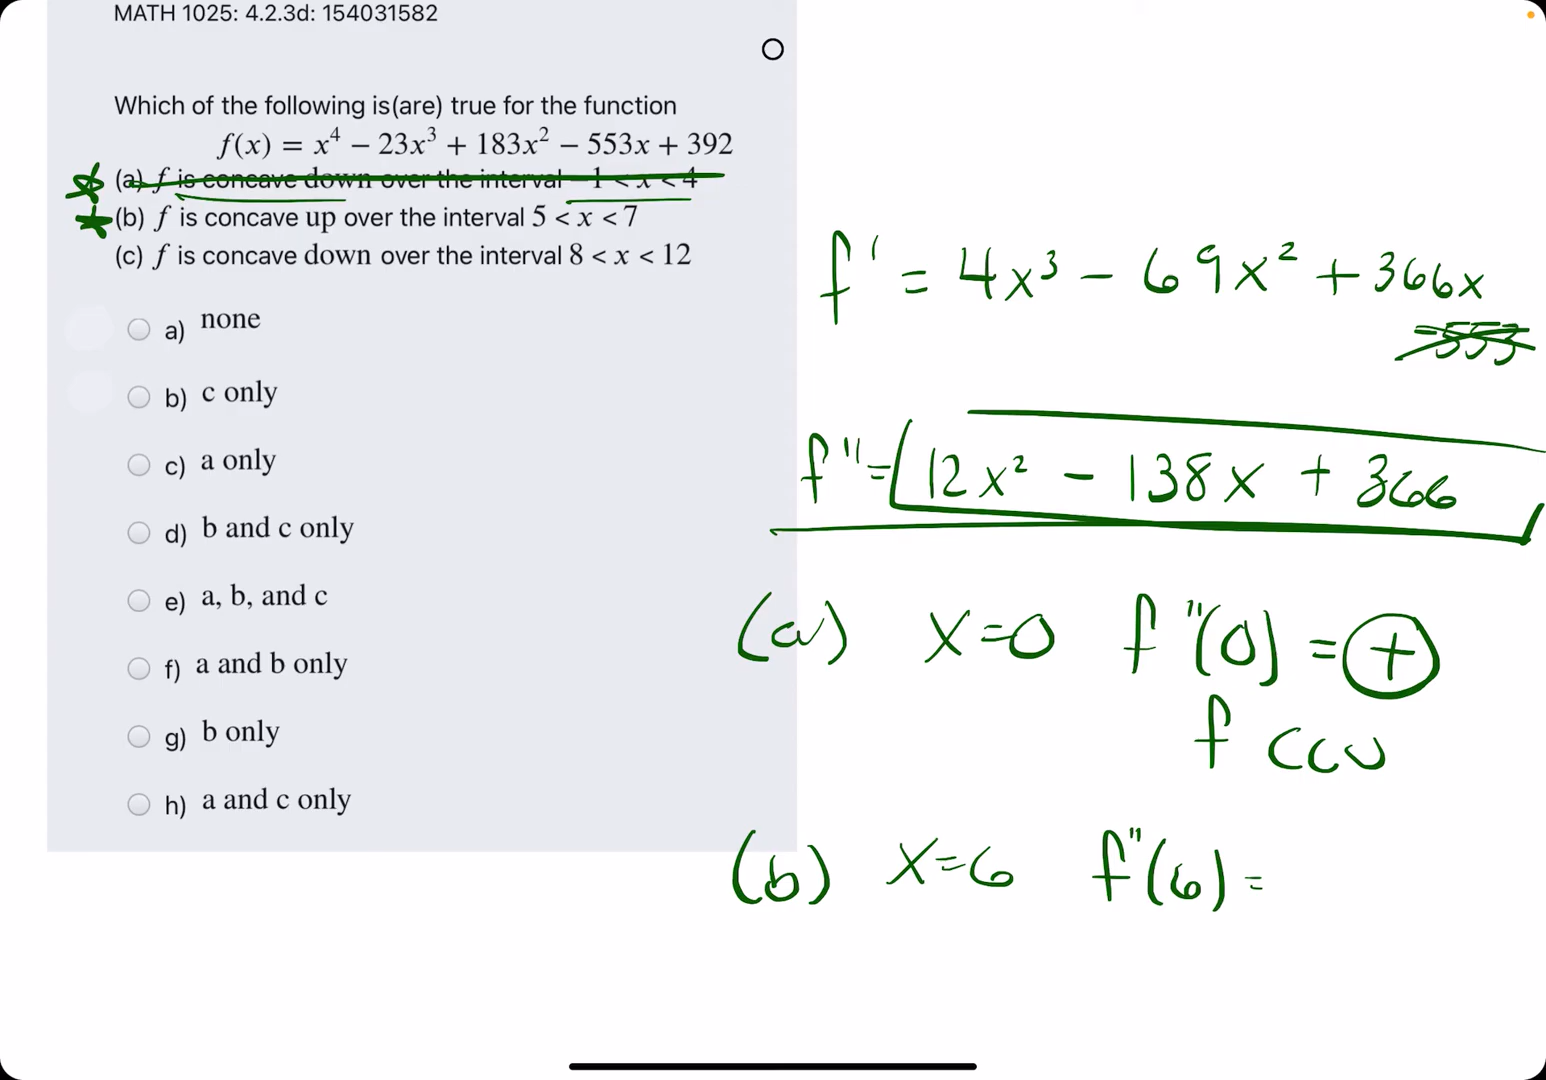 MATH 1025: 4.2.3d: 154031582
Which of the following is(are) true for the function
f(x) = x⁴ − 23x³ + 183x² − 553x + 392
(a) f is concave down over the interval −1 < x < 4
(b) f is concave up over the interval 5 < x < 7
(c) f is concave down over the interval 8 < x < 12
a) none
b) c only
c) a only
d) b and c only
e) a, b, and c
f) a and b only
g) b only
h) a and c only
f' = 4x³ − 69x² + 366x
−553
f'' = 12x² − 138x + 366
(a) x=0 f''(0) = +
f ccu
(b) x=6 f''(6) =